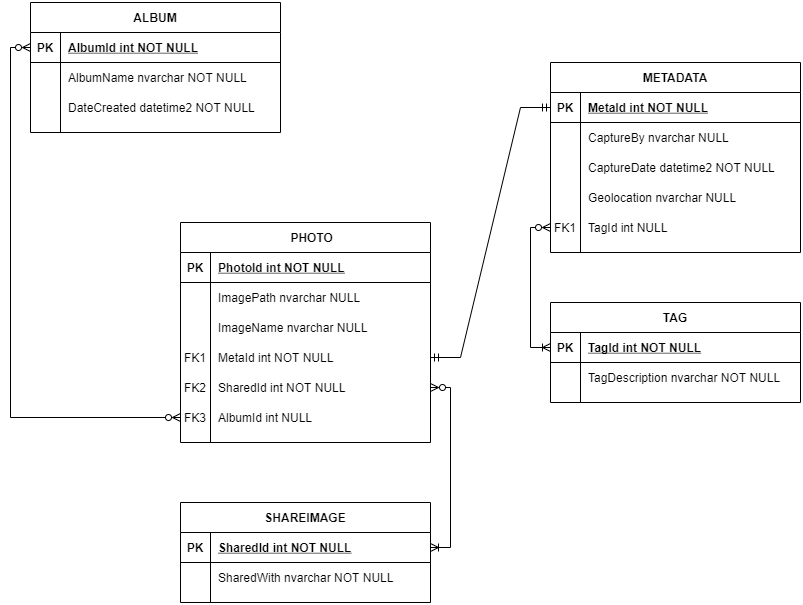 ALBUM
PK AlbumId int NOT NULL
AlbumName nvarchar NOT NULL
DateCreated datetime2 NOT NULL
METADATA
PK MetaId int NOT NULL
CaptureBy nvarchar NULL
CaptureDate datetime2 NOT NULL
Geolocation nvarchar NULL
FK1 TagId int NULL
PHOTO
PK PhotoId int NOT NULL
ImagePath nvarchar NULL
ImageName nvarchar NULL
FK1 MetaId int NOT NULL
FK2 SharedId int NOT NULL
FK3 AlbumId int NULL
TAG
PK TagId int NOT NULL
TagDescription nvarchar NOT NULL
SHAREIMAGE
PK SharedId int NOT NULL
SharedWith nvarchar NOT NULL